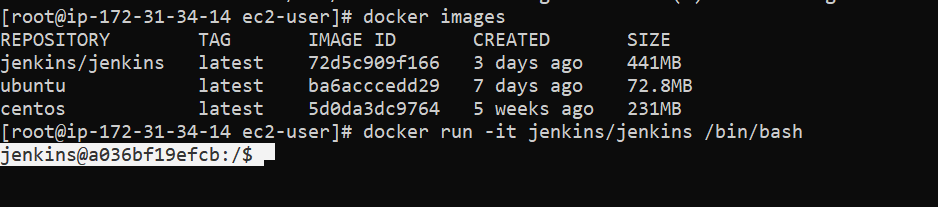 [root@ip-172-31-34-14 ec2-user]# docker images
REPOSITORY TAG IMAGE ID CREATED SIZE
jenkins/jenkins latest 72d5c909f166 3 days ago 441MB
ubuntu latest ba6acccedd29 7 days ago 72.8MB
centos latest 5d0da3dc9764 5 weeks ago 231MB
[root@ip-172-31-34-14 ec2-user]# docker run -it jenkins/jenkins /bin/bash
jenkins@a036bf19efcb:/$